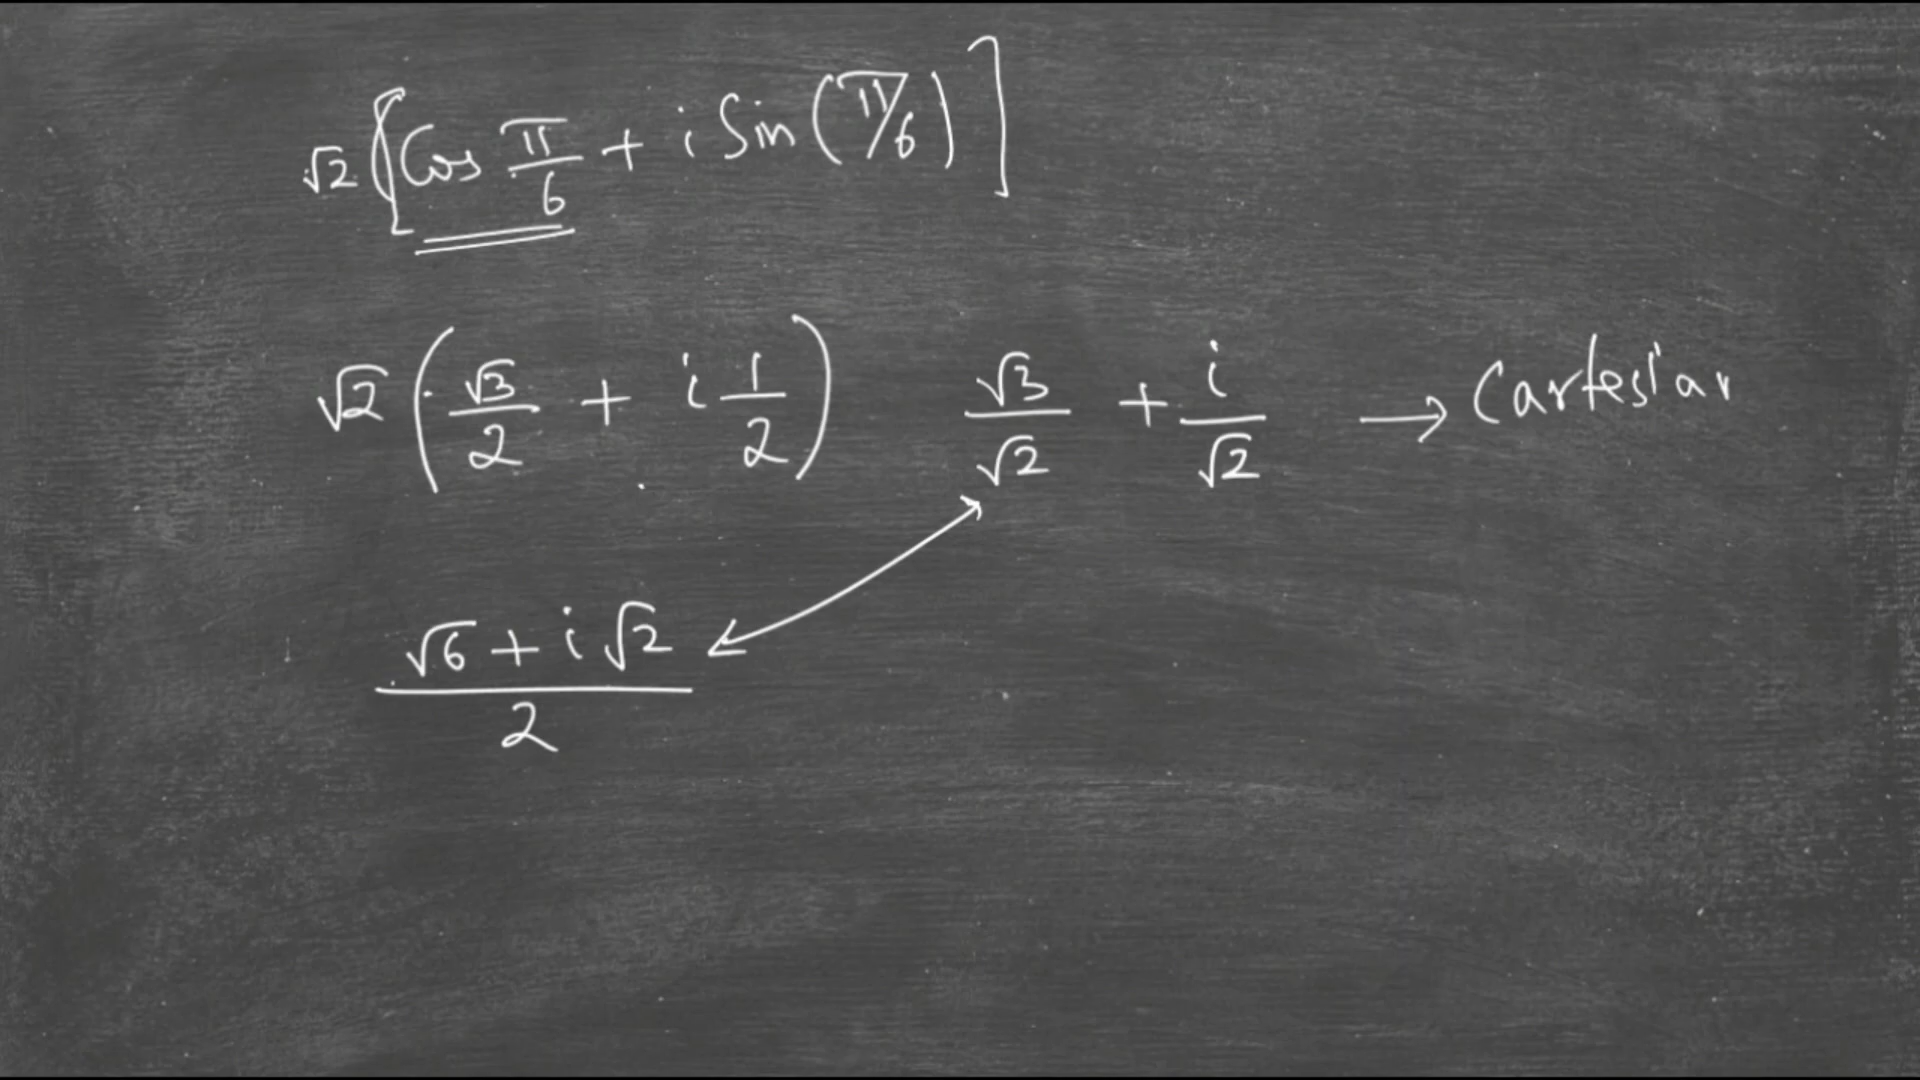 √2 [Cos π/6 + i Sin (π/6)]
√2 (√3/2 + i 1/2) √3/√2 + i/√2 → Cartesian
(√6 + i √2)/2